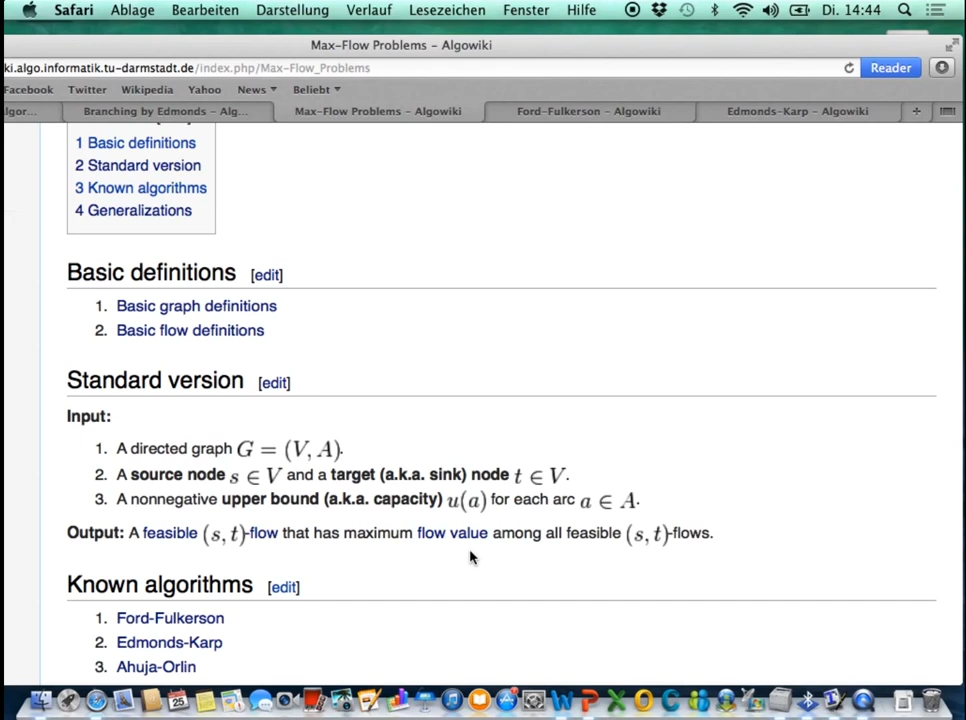 Safari Ablage Bearbeiten Darstellung Verlauf Lesezeichen Fenster Hilfe Di. 14:44
Max-Flow Problems – Algowiki
ki.algo.informatik.tu-darmstadt.de/index.php/Max-Flow_Problems Reader
Facebook Twitter Wikipedia Yahoo News Beliebt
lgor... Branching by Edmonds – Alg... Max-Flow Problems – Algowiki Ford-Fulkerson – Algowiki Edmonds-Karp – Algowiki
1 Basic definitions
2 Standard version
3 Known algorithms
4 Generalizations
Basic definitions [edit]
1. Basic graph definitions
2. Basic flow definitions
Standard version [edit]
Input:
1. A directed graph G = (V, A).
2. A source node s ∈ V and a target (a.k.a. sink) node t ∈ V.
3. A nonnegative upper bound (a.k.a. capacity) u(a) for each arc a ∈ A.
Output: A feasible (s, t)-flow that has maximum flow value among all feasible (s, t)-flows.
Known algorithms [edit]
1. Ford-Fulkerson
2. Edmonds-Karp
3. Ahuja-Orlin